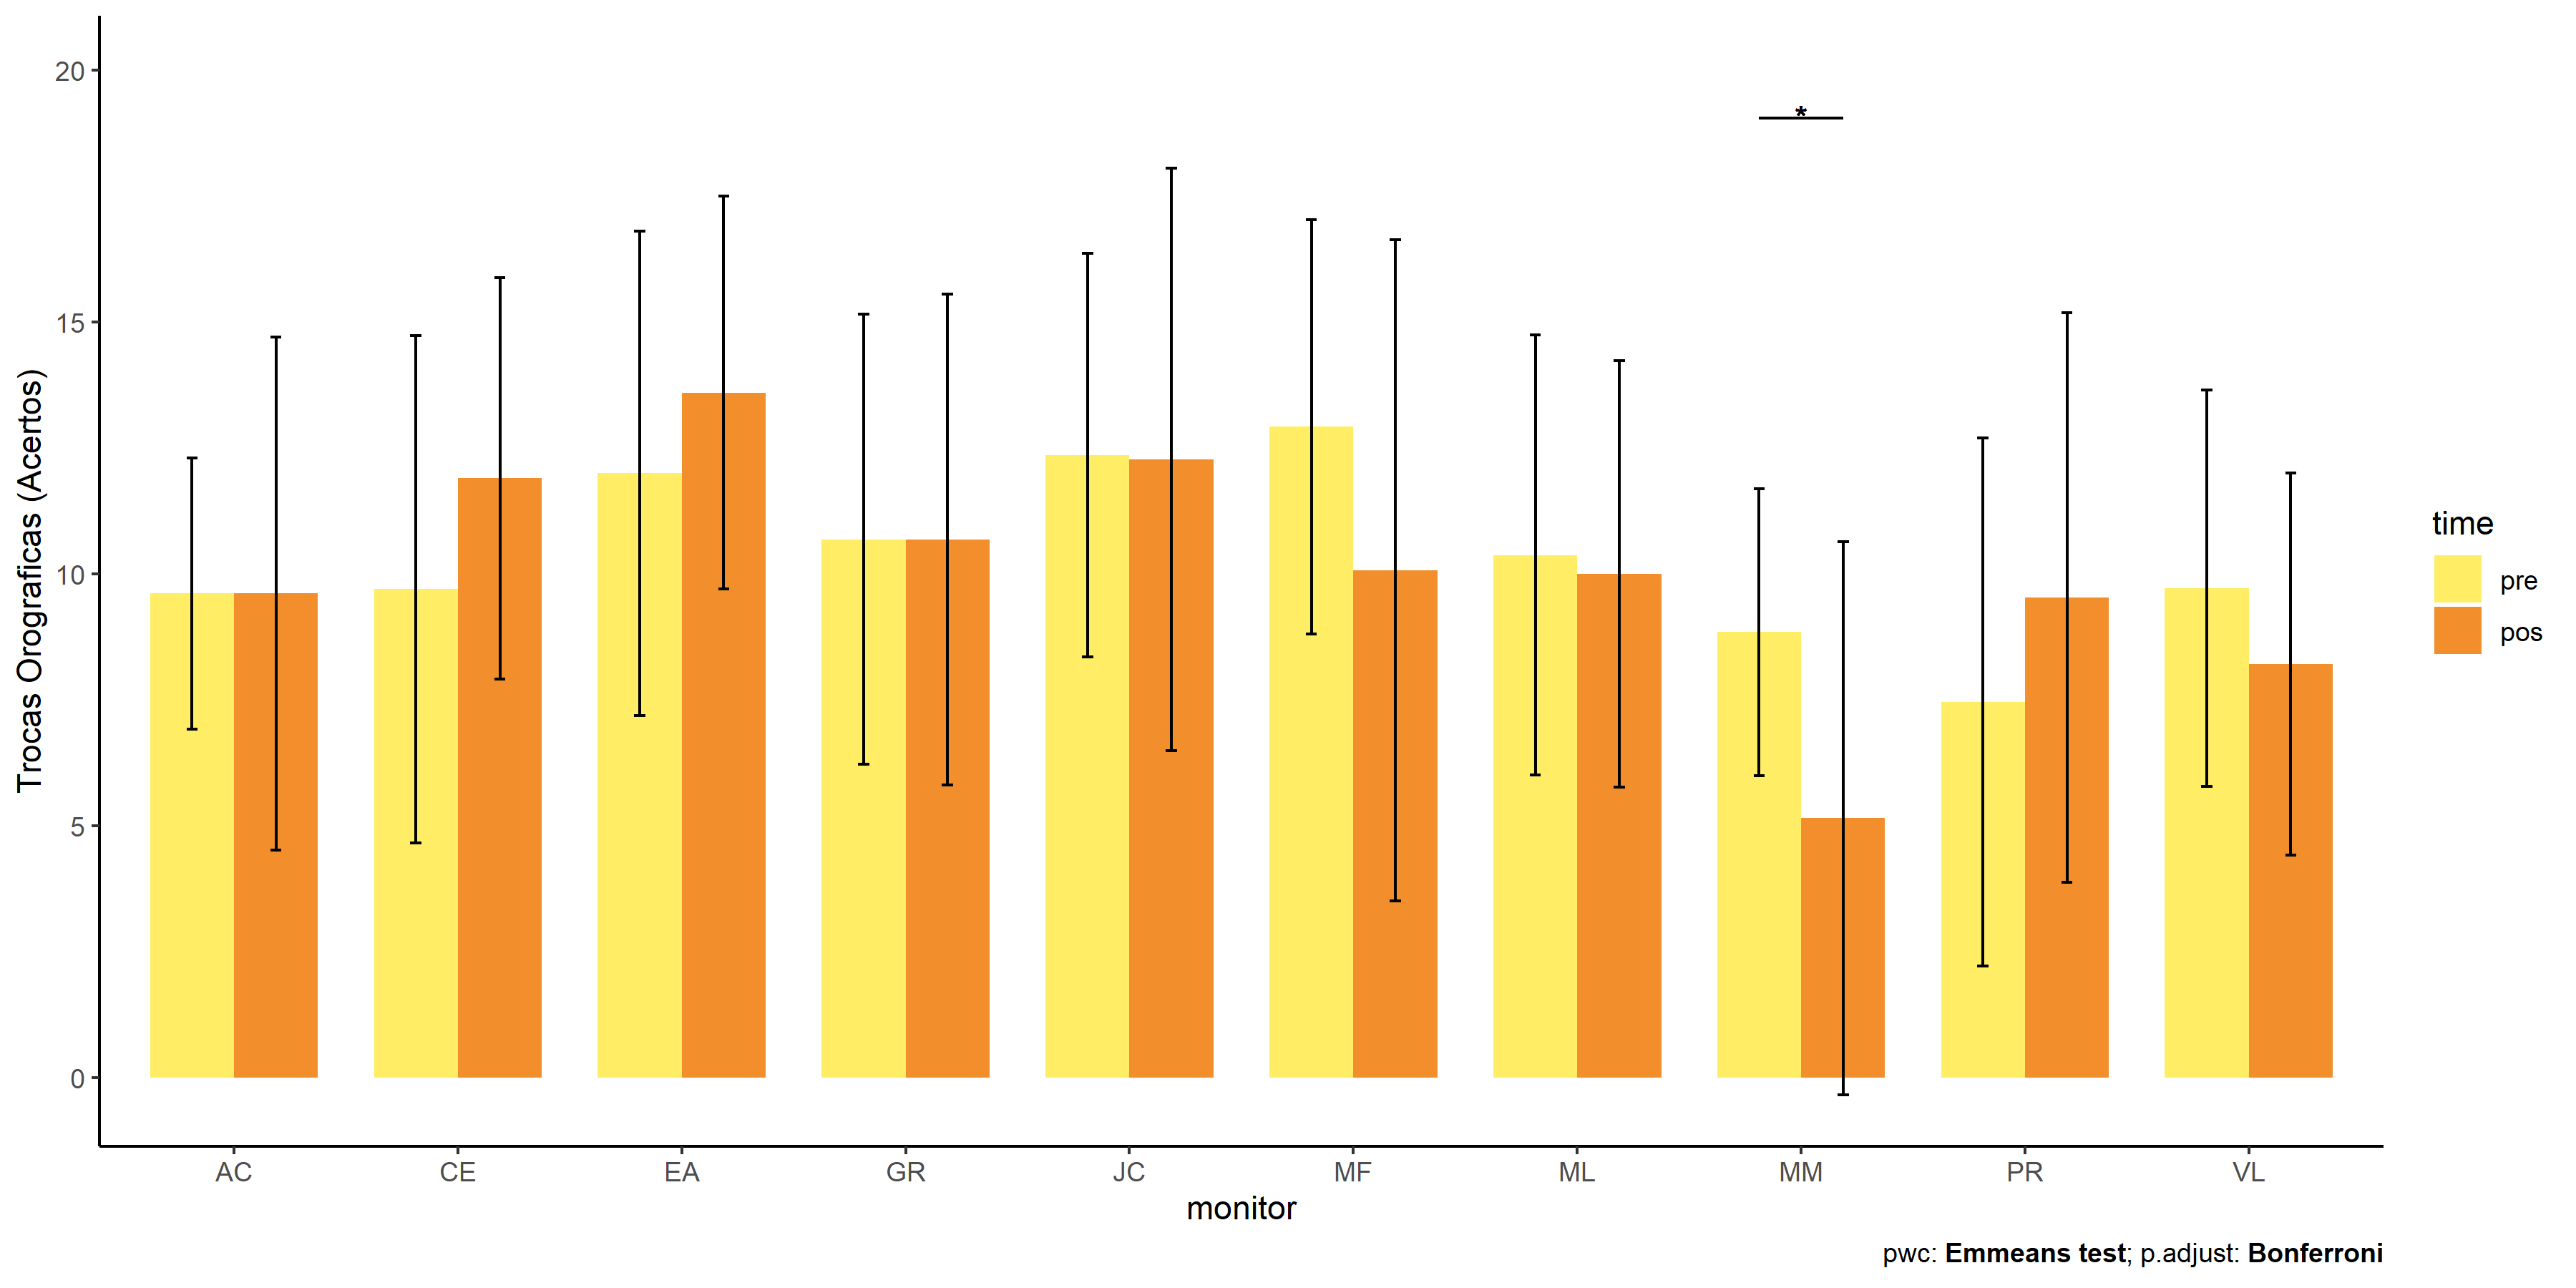 Trocas Orograficas (Acertos)
20
15
10
5
0
*
AC CE EA GR JC MF ML MM PR VL
monitor
time
pre
pos
pwc: Emmeans test; p.adjust: Bonferroni